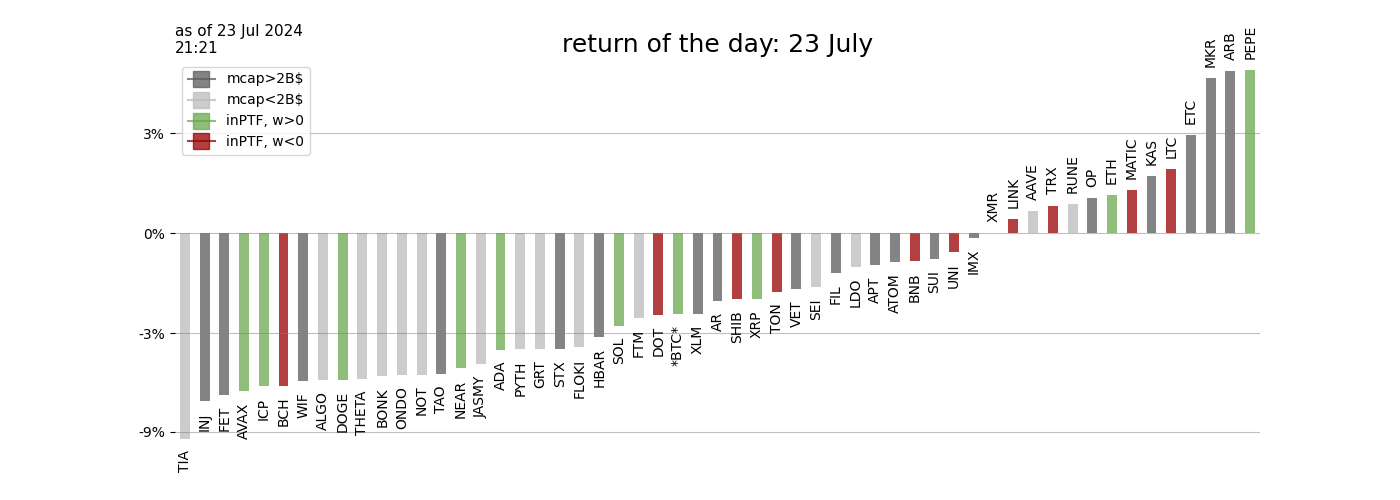 as of 23 Jul 2024
21:21
return of the day: 23 July
mcap>2B$
mcap<2B$
inPTF, w>0
inPTF, w<0
3%
0%
-3%
-9%
TIA
INJ
FET
AVAX
ICP
BCH
WIF
ALGO
DOGE
THETA
BONK
ONDO
NOT
TAO
NEAR
JASMY
ADA
PYTH
GRT
STX
FLOKI
HBAR
SOL
FTM
DOT
*BTC*
XLM
AR
SHIB
XRP
TON
VET
SEI
FIL
LDO
APT
ATOM
BNB
SUI
UNI
IMX
XMR
LINK
AAVE
TRX
RUNE
OP
ETH
MATIC
KAS
LTC
ETC
MKR
ARB
PEPE